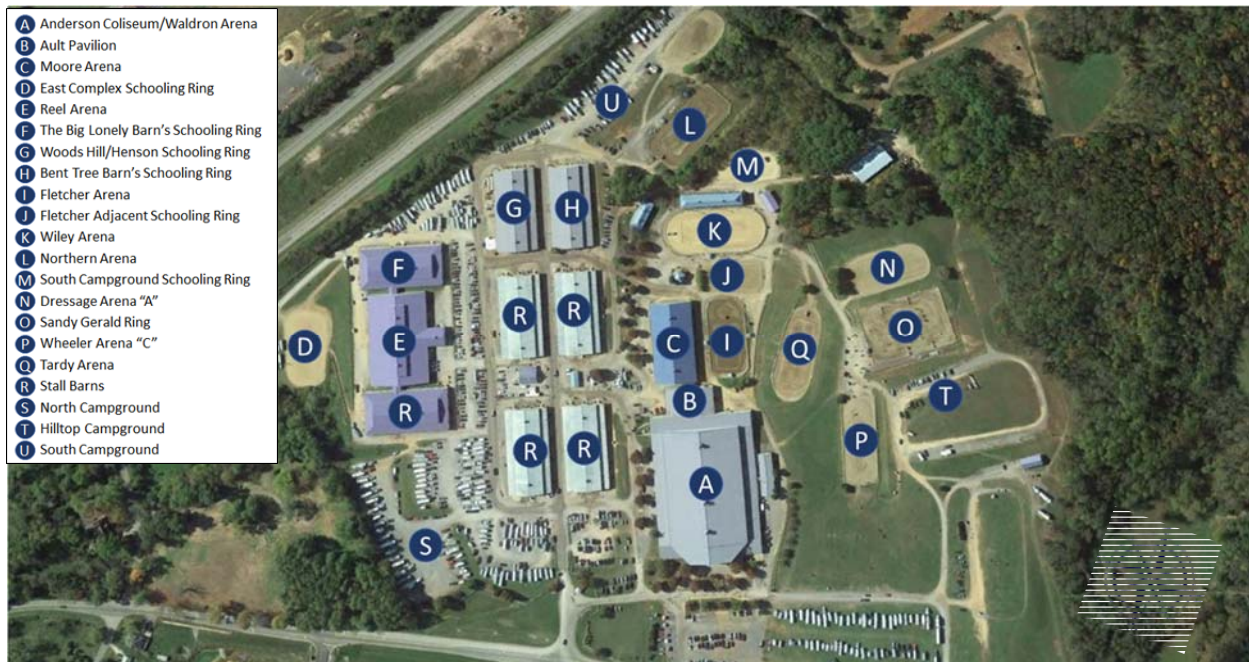 A Anderson Coliseum/Waldron Arena
B Ault Pavilion
C Moore Arena
D East Complex Schooling Ring
E Reel Arena
F The Big Lonely Barn's Schooling Ring
G Woods Hill/Henson Schooling Ring
H Bent Tree Barn's Schooling Ring
I Fletcher Arena
J Fletcher Adjacent Schooling Ring
K Wiley Arena
L Northern Arena
M South Campground Schooling Ring
N Dressage Arena “A”
O Sandy Gerald Ring
P Wheeler Arena “C”
Q Tardy Arena
R Stall Barns
S North Campground
T Hilltop Campground
U South Campground
U
L
M
G
H
K
F
J
N
R
R
O
D
E
C
I
Q
T
R
B
P
R
R
A
S